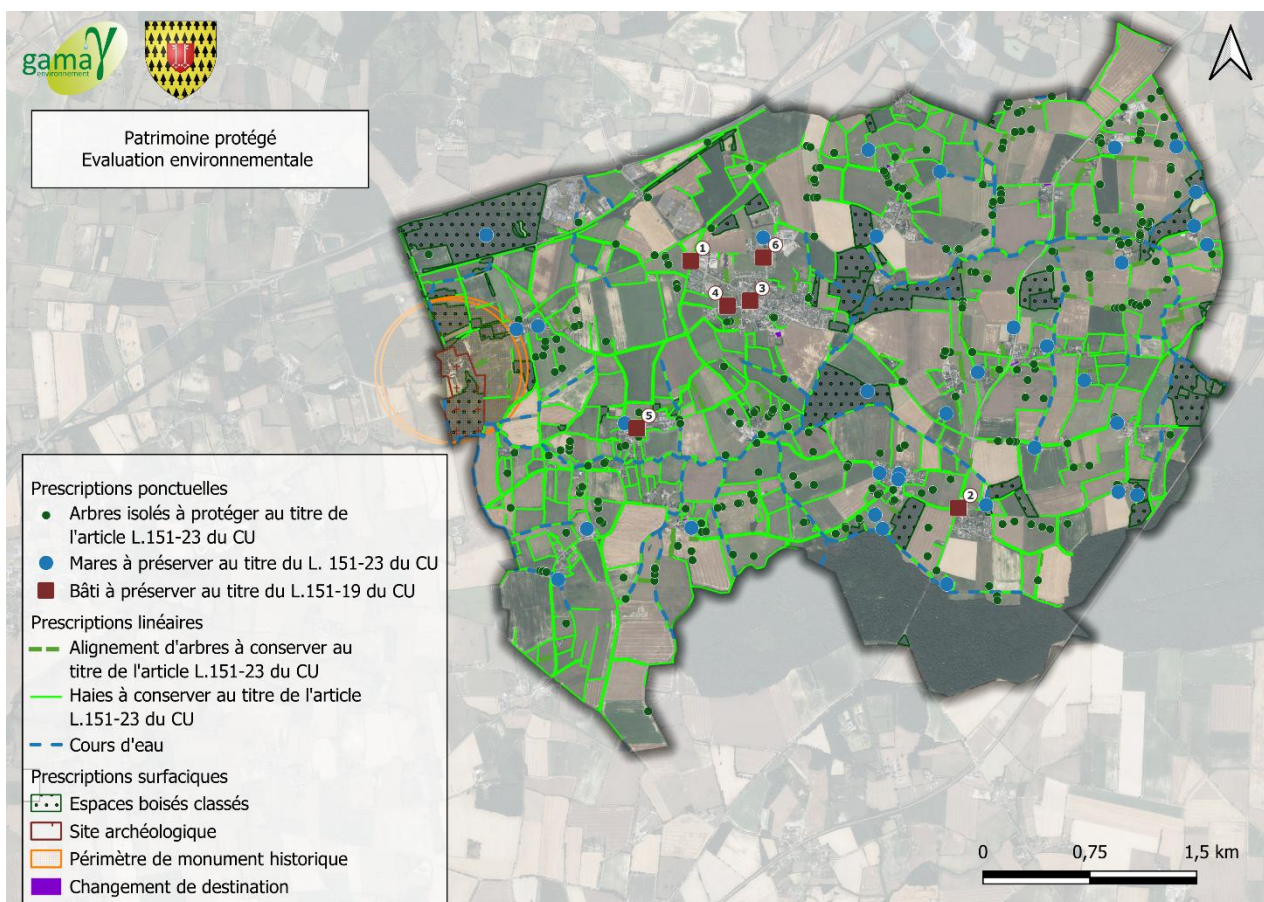 gama
environnement
Patrimoine protégé
Evaluation environnementale
1
6
4
3
5
2
Prescriptions ponctuelles
Arbres isolés à protéger au titre de
l'article L.151-23 du CU
Mares à préserver au titre du L. 151-23 du CU
Bâti à préserver au titre du L.151-19 du CU
Prescriptions linéaires
Alignement d'arbres à conserver au
titre de l'article L.151-23 du CU
Haies à conserver au titre de l'article
L.151-23 du CU
Cours d'eau
Prescriptions surfaciques
Espaces boisés classés
Site archéologique
Périmètre de monument historique
Changement de destination
0 0,75 1,5 km